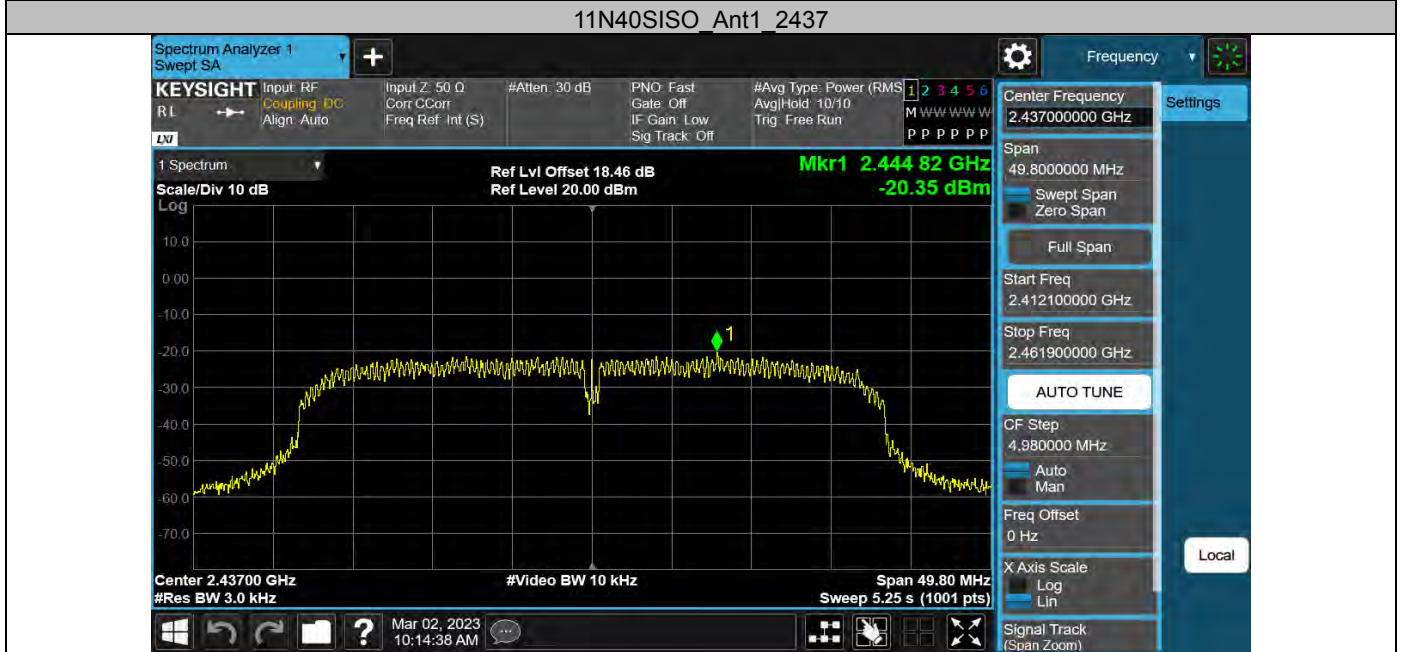 11N40SISO_Ant1_2437
Spectrum Analyzer 1
Swept SA
Frequency
KEYSIGHT
RL
LXI
Input: RF
Coupling: DC
Align: Auto
Input Z: 50 Ω
Corr CCorr
Freq Ref: Int (S)
#Atten: 30 dB
PNO: Fast
Gate: Off
IF Gain: Low
Sig Track: Off
#Avg Type: Power (RMS
Avg|Hold: 10/10
Trig: Free Run
1 2 3 4 5 6
M W W W W W
P P P P P P
1 Spectrum
Scale/Div 10 dB
Log
Ref Lvl Offset 18.46 dB
Ref Level 20.00 dBm
Mkr1 2.444 82 GHz
-20.35 dBm
10.0
0.00
-10.0
-20.0
-30.0
-40.0
-50.0
-60.0
-70.0
1
Center 2.43700 GHz
#Res BW 3.0 kHz
#Video BW 10 kHz
Span 49.80 MHz
Sweep 5.25 s (1001 pts)
Mar 02, 2023
10:14:38 AM
Center Frequency
2.437000000 GHz
Span
49.8000000 MHz
Swept Span
Zero Span
Full Span
Start Freq
2.412100000 GHz
Stop Freq
2.461900000 GHz
AUTO TUNE
CF Step
4.980000 MHz
Auto
Man
Freq Offset
0 Hz
X Axis Scale
Log
Lin
Signal Track
(Span Zoom)
Settings
Local